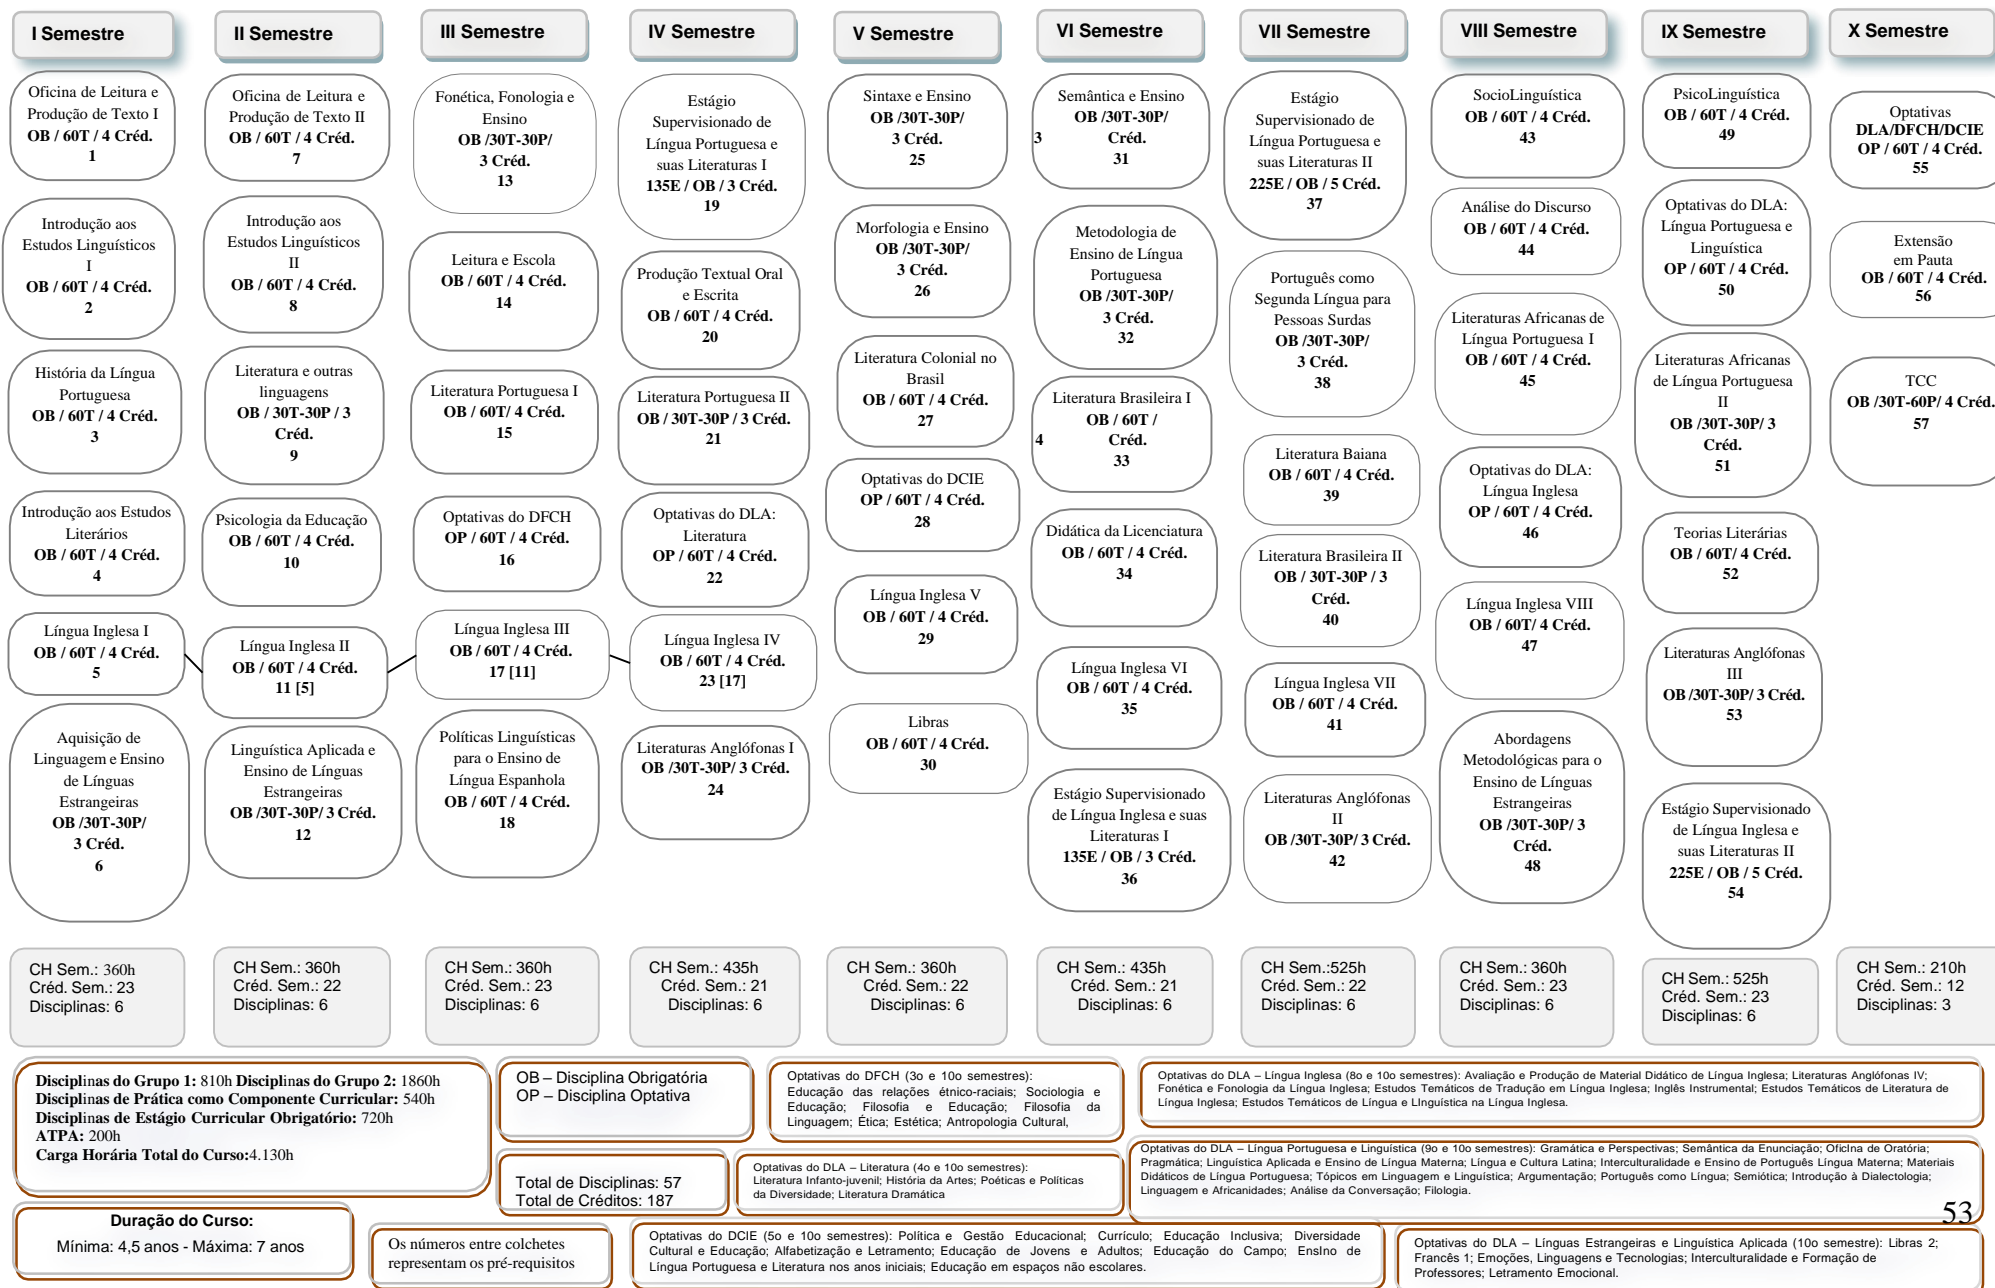 I Semestre
II Semestre
III Semestre
IV Semestre
V Semestre
VI Semestre
VII Semestre
VIII Semestre
IX Semestre
X Semestre
Oficina de Leitura e
Produção de Texto I
OB / 60T / 4 Créd.
1
Introdução aos
Estudos Linguísticos
I
OB / 60T / 4 Créd.
2
História da Língua
Portuguesa
OB / 60T / 4 Créd.
3
Introdução aos Estudos
Literários
OB / 60T / 4 Créd.
4
Língua Inglesa I
OB / 60T / 4 Créd.
5
Aquisição de
Linguagem e Ensino
de Línguas
Estrangeiras
OB /30T-30P/
3 Créd.
6
Oficina de Leitura e
Produção de Texto II
OB / 60T / 4 Créd.
7
Introdução aos
Estudos Linguísticos
II
OB / 60T / 4 Créd.
8
Literatura e outras
linguagens
OB / 30T-30P / 3
Créd.
9
Psicologia da Educação
OB / 60T / 4 Créd.
10
Língua Inglesa II
OB / 60T / 4 Créd.
11 [5]
Linguística Aplicada e
Ensino de Línguas
Estrangeiras
OB /30T-30P/ 3 Créd.
12
Fonética, Fonologia e
Ensino
OB /30T-30P/
3 Créd.
13
Leitura e Escola
OB / 60T / 4 Créd.
14
Literatura Portuguesa I
OB / 60T/ 4 Créd.
15
Optativas do DFCH
OP / 60T / 4 Créd.
16
Língua Inglesa III
OB / 60T / 4 Créd.
17 [11]
Políticas Linguísticas
para o Ensino de
Língua Espanhola
OB / 60T / 4 Créd.
18
Estágio
Supervisionado de
Língua Portuguesa e
suas Literaturas I
135E / OB / 3 Créd.
19
Produção Textual Oral
e Escrita
OB / 60T / 4 Créd.
20
Literatura Portuguesa II
OB / 30T-30P / 3 Créd.
21
Optativas do DLA:
Literatura
OP / 60T / 4 Créd.
22
Língua Inglesa IV
OB / 60T / 4 Créd.
23 [17]
Literaturas Anglófonas I
OB /30T-30P/ 3 Créd.
24
Sintaxe e Ensino
OB /30T-30P/
3 Créd.
25
Morfologia e Ensino
OB /30T-30P/
3 Créd.
26
Literatura Colonial no
Brasil
OB / 60T / 4 Créd.
27
Optativas do DCIE
OP / 60T / 4 Créd.
28
Língua Inglesa V
OB / 60T / 4 Créd.
29
Libras
OB / 60T / 4 Créd.
30
Semântica e Ensino
OB /30T-30P/
3 Créd.
31
Metodologia de
Ensino de Língua
Portuguesa
OB /30T-30P/
3 Créd.
32
Literatura Brasileira I
OB / 60T /
4 Créd.
33
Didática da Licenciatura
OB / 60T / 4 Créd.
34
Língua Inglesa VI
OB / 60T / 4 Créd.
35
Estágio Supervisionado
de Língua Inglesa e suas
Literaturas I
135E / OB / 3 Créd.
36
Estágio
Supervisionado de
Língua Portuguesa e
suas Literaturas II
225E / OB / 5 Créd.
37
Português como
Segunda Língua para
Pessoas Surdas
OB /30T-30P/
3 Créd.
38
Literatura Baiana
OB / 60T / 4 Créd.
39
Literatura Brasileira II
OB / 30T-30P / 3
Créd.
40
Língua Inglesa VII
OB / 60T / 4 Créd.
41
Literaturas Anglófonas
II
OB /30T-30P/ 3 Créd.
42
SocioLinguística
OB / 60T / 4 Créd.
43
Análise do Discurso
OB / 60T / 4 Créd.
44
Literaturas Africanas de
Língua Portuguesa I
OB / 60T / 4 Créd.
45
Optativas do DLA:
Língua Inglesa
OP / 60T / 4 Créd.
46
Língua Inglesa VIII
OB / 60T/ 4 Créd.
47
Abordagens
Metodológicas para o
Ensino de Línguas
Estrangeiras
OB /30T-30P/ 3
Créd.
48
PsicoLinguística
OB / 60T / 4 Créd.
49
Optativas do DLA:
Língua Portuguesa e
Linguística
OP / 60T / 4 Créd.
50
Literaturas Africanas
de Língua Portuguesa
II
OB /30T-30P/ 3
Créd.
51
Teorias Literárias
OB / 60T/ 4 Créd.
52
Literaturas Anglófonas
III
OB /30T-30P/ 3 Créd.
53
Estágio Supervisionado
de Língua Inglesa e
suas Literaturas II
225E / OB / 5 Créd.
54
Optativas
DLA/DFCH/DCIE
OP / 60T / 4 Créd.
55
Extensão
em Pauta
OB / 60T / 4 Créd.
56
TCC
OB /30T-60P/ 4 Créd.
57
CH Sem.: 360h
Créd. Sem.: 23
Disciplinas: 6
CH Sem.: 360h
Créd. Sem.: 22
Disciplinas: 6
CH Sem.: 360h
Créd. Sem.: 23
Disciplinas: 6
CH Sem.: 435h
Créd. Sem.: 21
Disciplinas: 6
CH Sem.: 360h
Créd. Sem.: 22
Disciplinas: 6
CH Sem.: 435h
Créd. Sem.: 21
Disciplinas: 6
CH Sem.:525h
Créd. Sem.: 22
Disciplinas: 6
CH Sem.: 360h
Créd. Sem.: 23
Disciplinas: 6
CH Sem.: 525h
Créd. Sem.: 23
Disciplinas: 6
CH Sem.: 210h
Créd. Sem.: 12
Disciplinas: 3
Disciplinas do Grupo 1: 810h Disciplinas do Grupo 2: 1860h
Disciplinas de Prática como Componente Curricular: 540h
Disciplinas de Estágio Curricular Obrigatório: 720h
ATPA: 200h
Carga Horária Total do Curso:4.130h
OB – Disciplina Obrigatória
OP – Disciplina Optativa
Optativas do DFCH (3o e 10o semestres):
Educação das relações étnico-raciais; Sociologia e
Educação; Filosofia e Educação; Filosofia da
Linguagem; Ética; Estética; Antropologia Cultural,
Optativas do DLA – Língua Inglesa (8o e 10o semestres): Avaliação e Produção de Material Didático de Língua Inglesa; Literaturas Anglófonas IV;
Fonética e Fonologia da Língua Inglesa; Estudos Temáticos de Tradução em Língua Inglesa; Inglês Instrumental; Estudos Temáticos de Literatura de
Língua Inglesa; Estudos Temáticos de Língua e LInguística na Língua Inglesa.
Total de Disciplinas: 57
Total de Créditos: 187
Optativas do DLA – Literatura (4o e 10o semestres):
Literatura Infanto-juvenil; História da Artes; Poéticas e Políticas
da Diversidade; Literatura Dramática
Optativas do DLA – Língua Portuguesa e Linguística (9o e 10o semestres): Gramática e Perspectivas; Semântica da Enunciação; OficIna de Oratória;
Pragmática; Linguística Aplicada e Ensino de Língua Materna; Língua e Cultura Latina; Interculturalidade e Ensino de Português Língua Materna; Materiais
Didáticos de Língua Portuguesa; Tópicos em Linguagem e Linguística; Argumentação; Português como Língua; Semiótica; Introdução à Dialectologia;
Linguagem e Africanidades; Análise da Conversação; Filologia.
53
Duração do Curso:
Mínima: 4,5 anos - Máxima: 7 anos
Os números entre colchetes
representam os pré-requisitos
Optativas do DCIE (5o e 10o semestres): Política e Gestão Educacional; Currículo; Educação Inclusiva; Diversidade
Cultural e Educação; Alfabetização e Letramento; Educação de Jovens e Adultos; Educação do Campo; EnsIno de
Língua Portuguesa e Literatura nos anos iniciais; Educação em espaços não escolares.
Optativas do DLA – Línguas Estrangeiras e Linguística Aplicada (10o semestre): Libras 2;
Francês 1; Emoções, Linguagens e Tecnologias; Interculturalidade e Formação de
Professores; Letramento Emocional.